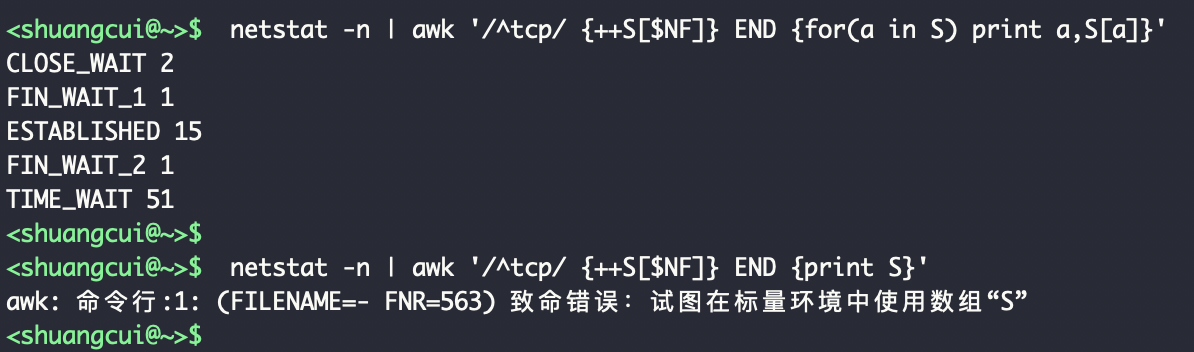 <shuangcui@~>$  netstat -n | awk '/^tcp/ {++S[$NF]} END {for(a in S) print a,S[a]}'
CLOSE_WAIT 2
FIN_WAIT_1 1
ESTABLISHED 15
FIN_WAIT_2 1
TIME_WAIT 51
<shuangcui@~>$
<shuangcui@~>$  netstat -n | awk '/^tcp/ {++S[$NF]} END {print S}'
awk: 命令行:1: (FILENAME=- FNR=563) 致命错误：试图在标量环境中使用数组“S”
<shuangcui@~>$